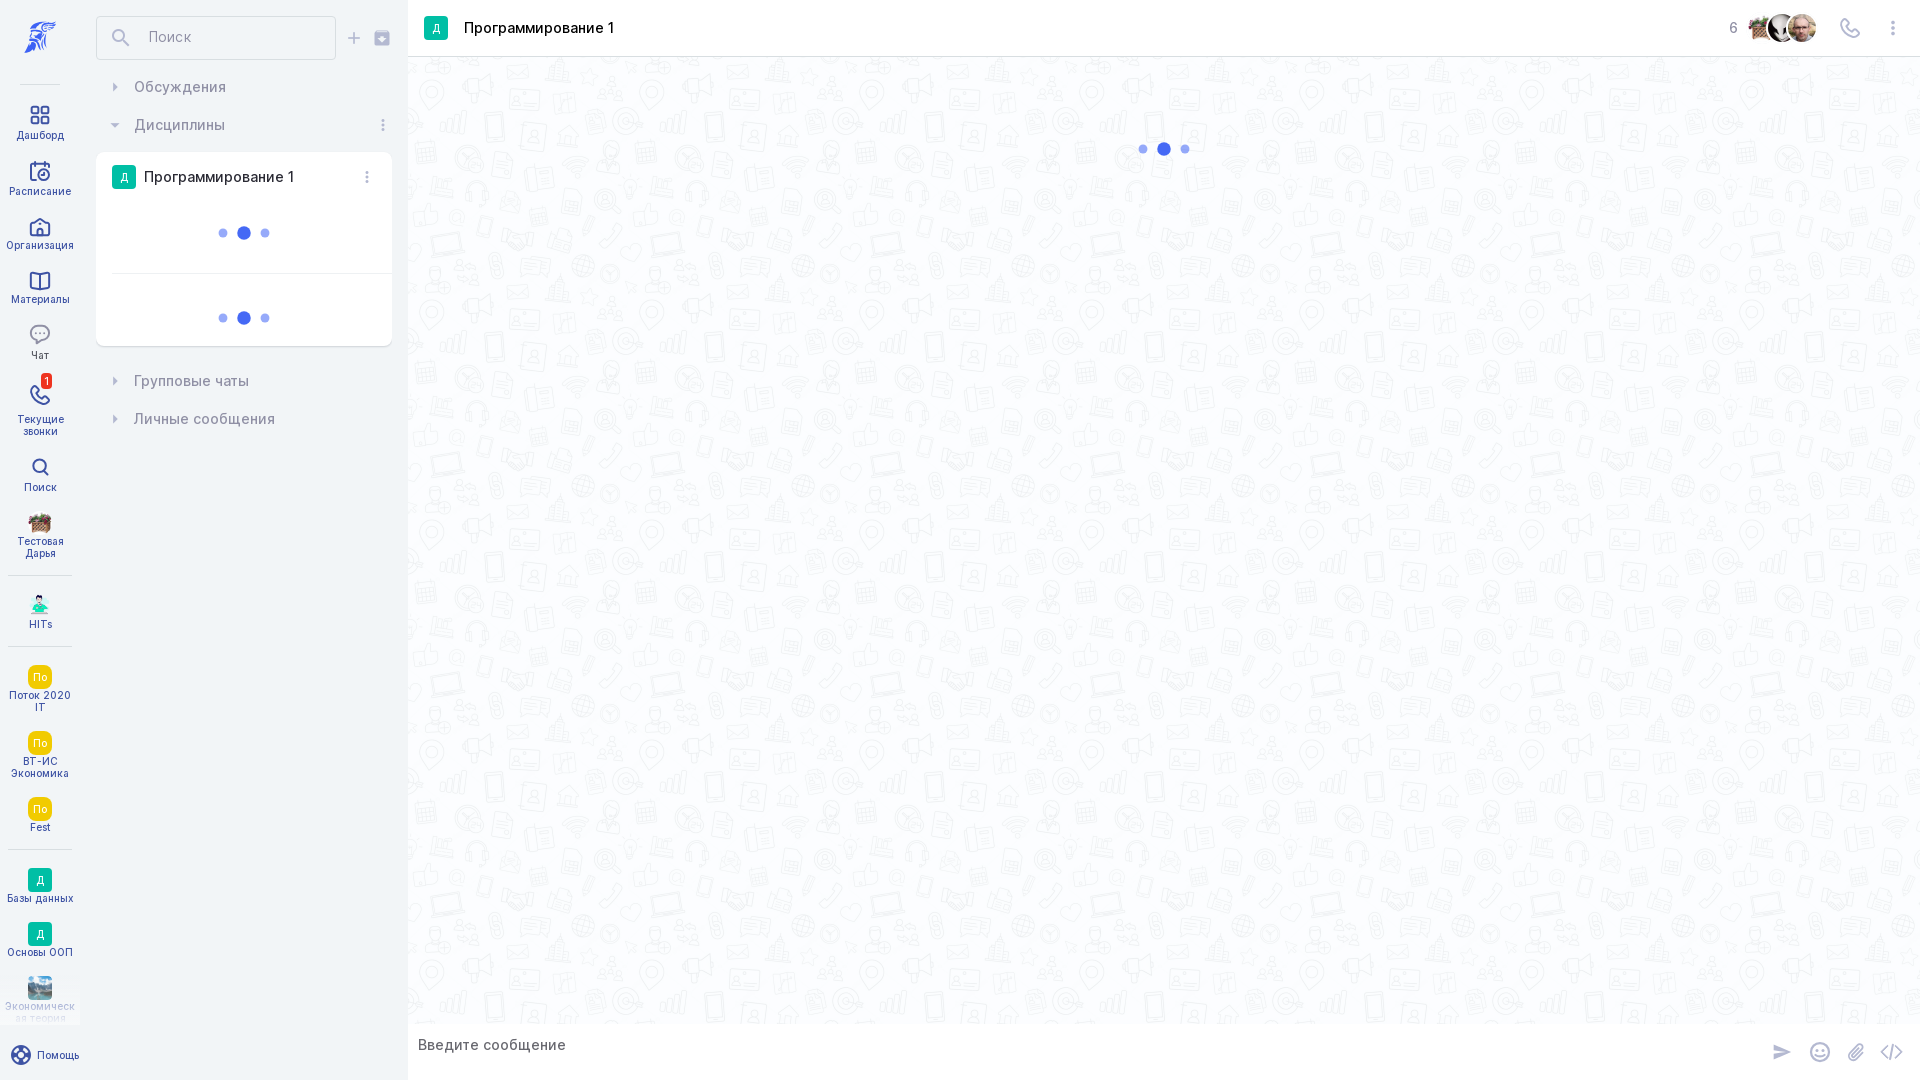 Поиск
Обсуждения
Дисциплины
Д
Программирование 1
Групповые чаты
Личные сообщения
Дашборд
Расписание
Организация
Материалы
Чат
1
Текущие
звонки
Поиск
Тестовая
Дарья
HITs
По
Поток 2020
IT
По
ВТ-ИС
Экономика
По
Fest
Д
Базы данных
Д
Основы ООП
Экономическ
ая теория
Помощь
Д
Программирование 1
6
Введите сообщение